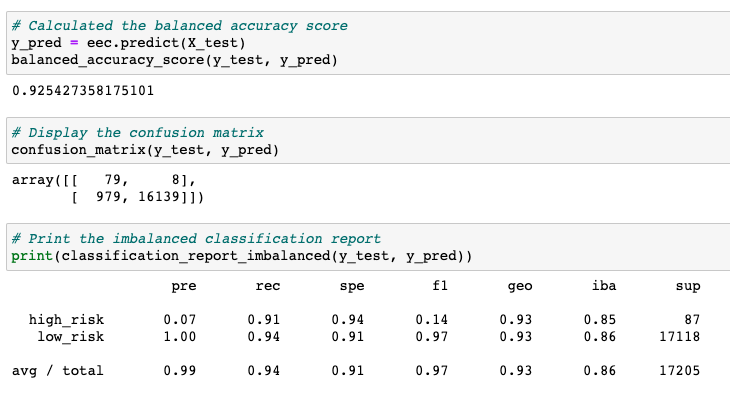 # Calculated the balanced accuracy score
y_pred = eec.predict(X_test)
balanced_accuracy_score(y_test, y_pred)
0.925427358175101
# Display the confusion matrix
confusion_matrix(y_test, y_pred)
array([[   79,     8],
       [  979, 16139]])
# Print the imbalanced classification report
print(classification_report_imbalanced(y_test, y_pred))
                   pre       rec       spe        f1       geo       iba       sup
  high_risk       0.07      0.91      0.94      0.14      0.93      0.85        87
   low_risk       1.00      0.94      0.91      0.97      0.93      0.86     17118
avg / total       0.99      0.94      0.91      0.97      0.93      0.86     17205